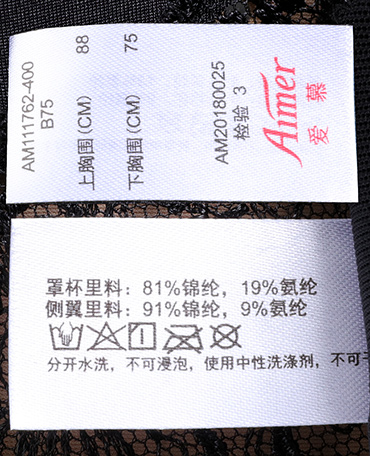 AM111762-400
B75
上胸围(CM) 88
下胸围(CM) 75
AM20180025
检验 3
Aimer
爱慕
罩杯里料：81%锦纶，19%氨纶
侧翼里料：91%锦纶，9%氨纶
分开水洗，不可浸泡，使用中性洗涤剂，不可